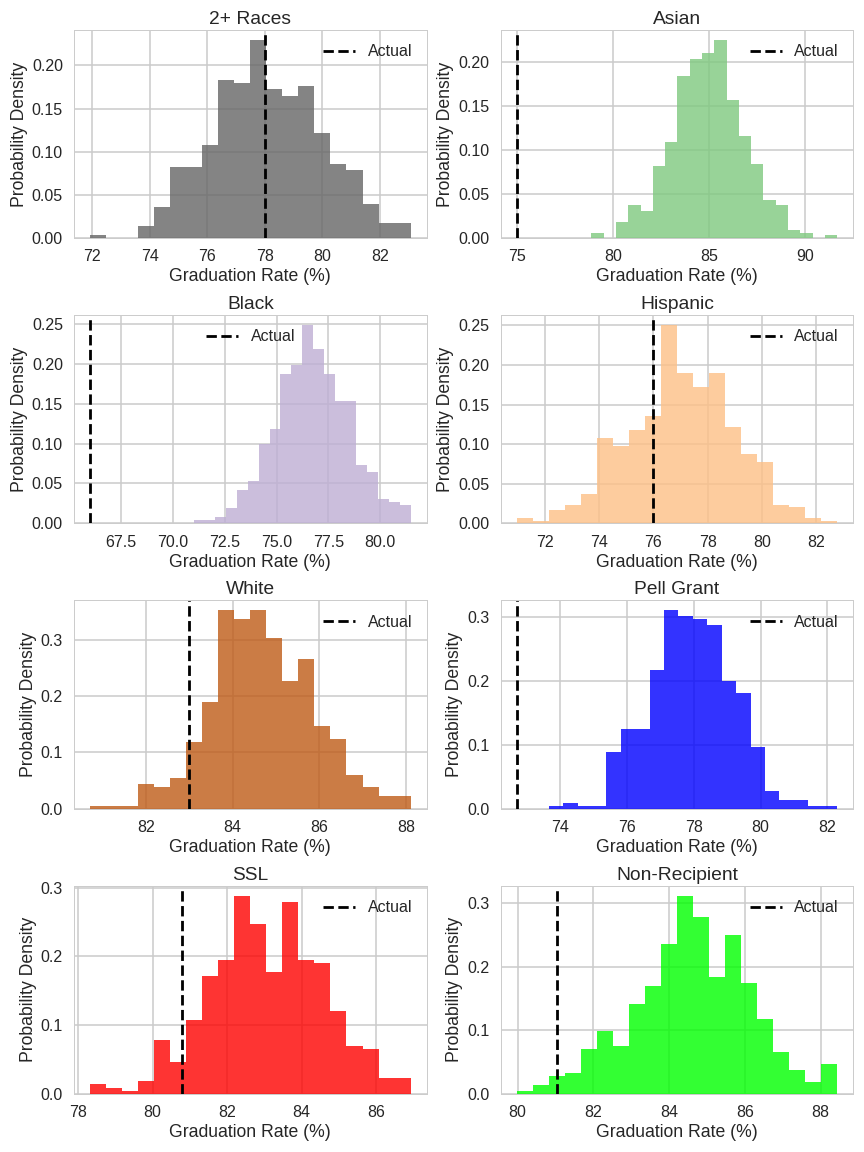 2+ Races
Probability Density
0.20
0.15
0.10
0.05
0.00
Actual
72 74 76 78 80 82
Graduation Rate (%)
Asian
Probability Density
0.20
0.15
0.10
0.05
0.00
Actual
75 80 85 90
Graduation Rate (%)
Black
Probability Density
0.25
0.20
0.15
0.10
0.05
0.00
Actual
67.5 70.0 72.5 75.0 77.5 80.0
Graduation Rate (%)
Hispanic
Probability Density
0.25
0.20
0.15
0.10
0.05
0.00
Actual
72 74 76 78 80 82
Graduation Rate (%)
White
Probability Density
0.3
0.2
0.1
0.0
Actual
82 84 86 88
Graduation Rate (%)
Pell Grant
Probability Density
0.3
0.2
0.1
0.0
Actual
74 76 78 80 82
Graduation Rate (%)
SSL
Probability Density
0.3
0.2
0.1
0.0
Actual
78 80 82 84 86
Graduation Rate (%)
Non-Recipient
Probability Density
0.3
0.2
0.1
0.0
Actual
80 82 84 86 88
Graduation Rate (%)